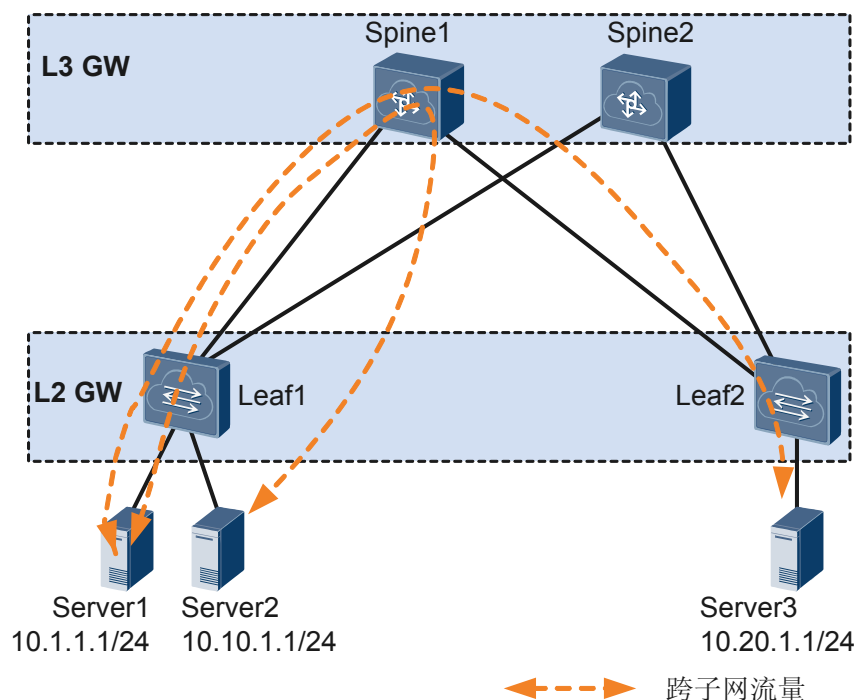 Spine1
Spine2
L3 GW
L2 GW
Leaf1
Leaf2
Server1
10.1.1.1/24
Server2
10.10.1.1/24
Server3
10.20.1.1/24
跨子网流量